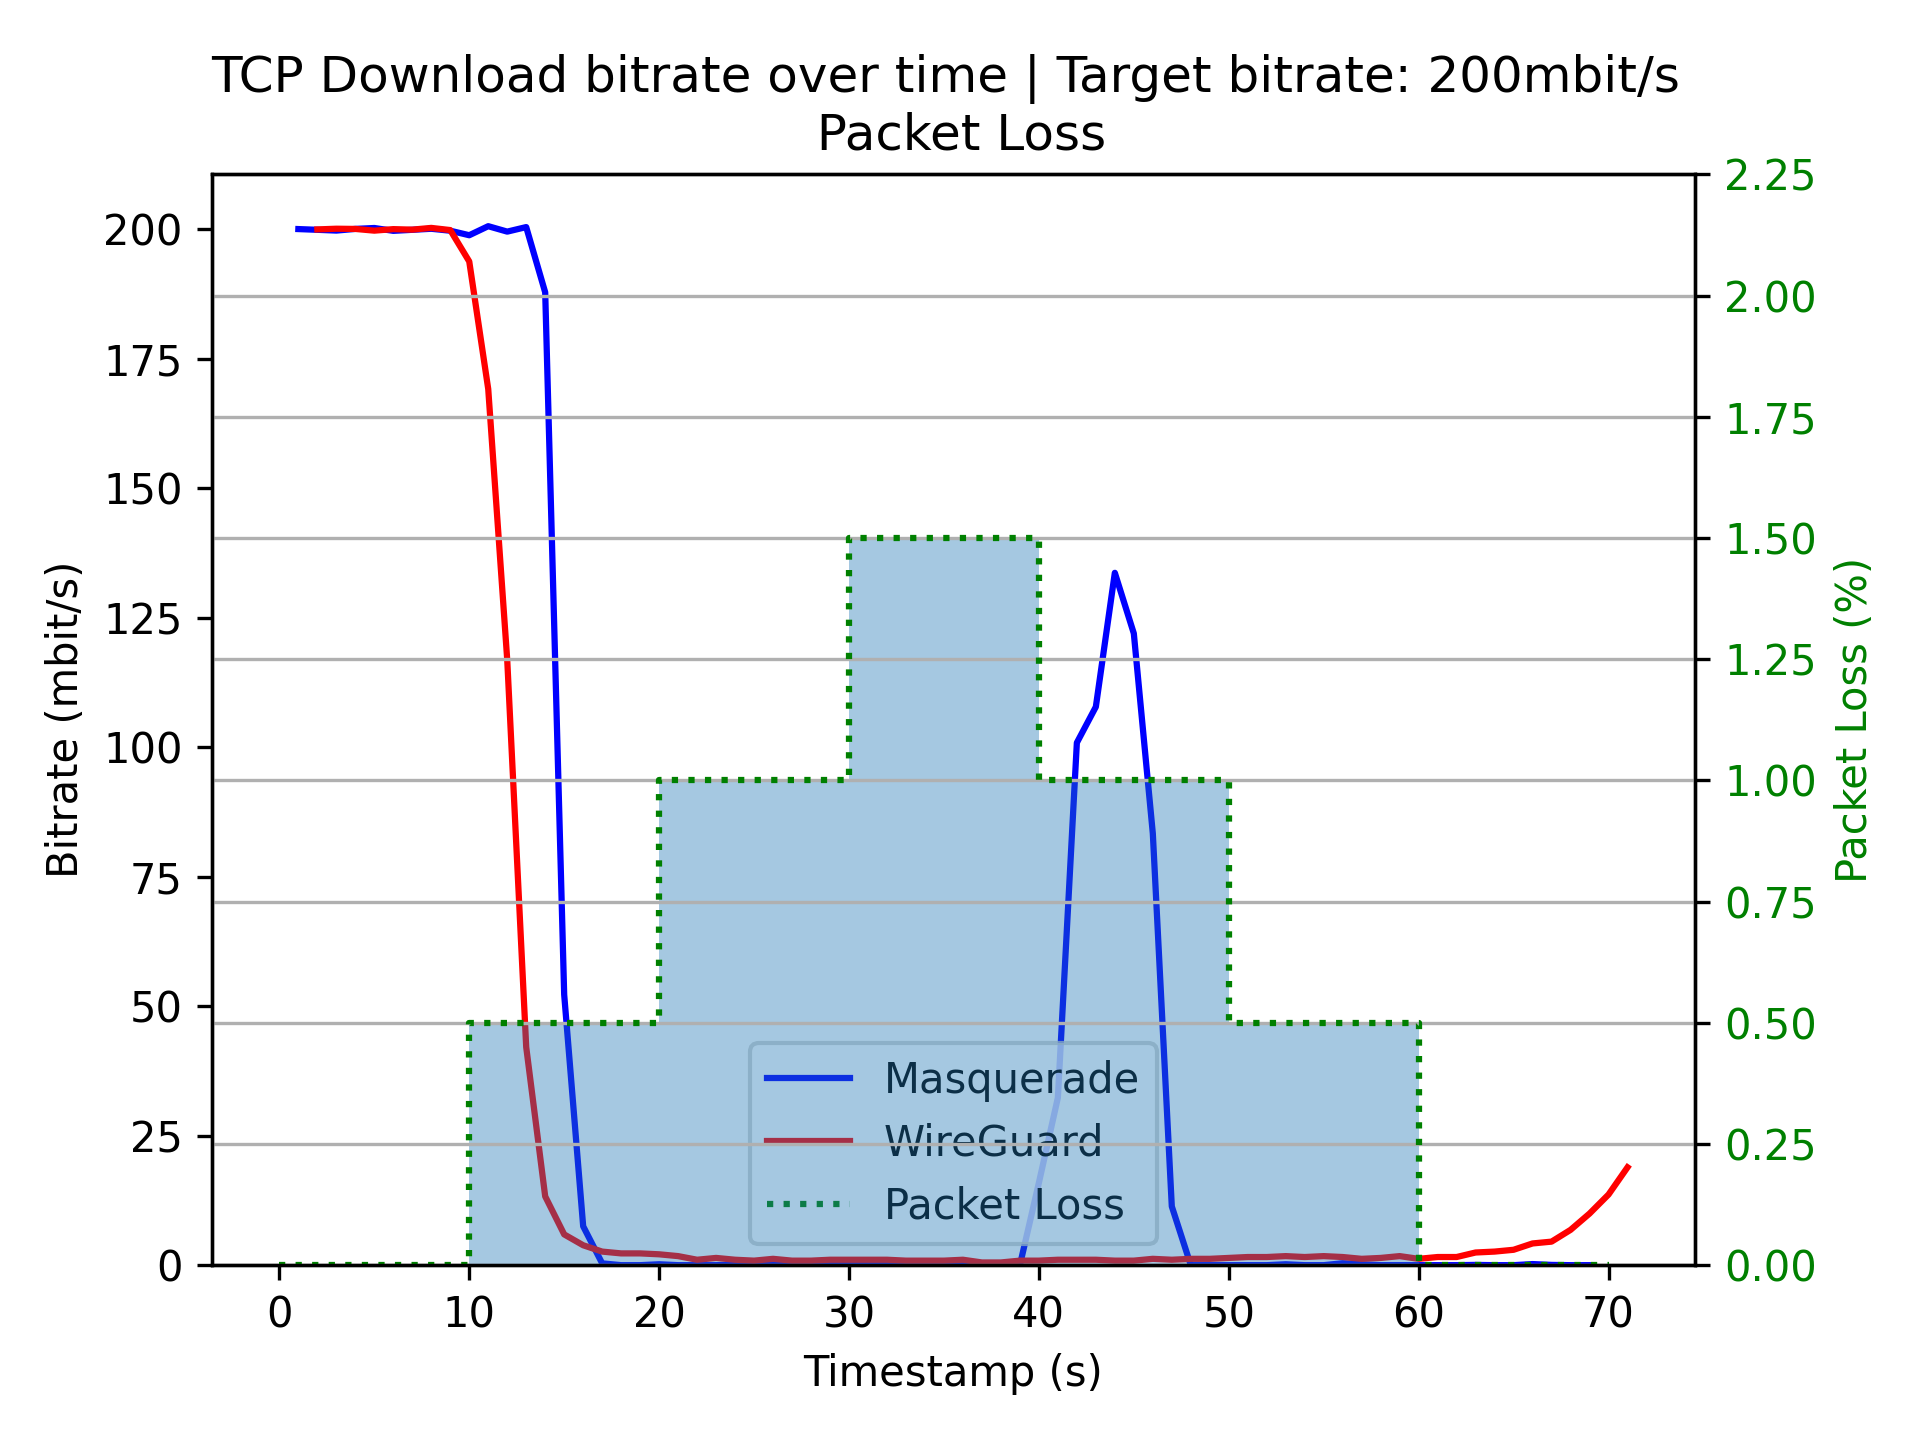 TCP Download bitrate over time | Target bitrate: 200mbit/s
Packet Loss
Bitrate (mbit/s)
200
175
150
125
100
75
50
25
0
2.25
2.00
1.75
1.50
1.25
1.00
0.75
0.50
0.25
0.00
Packet Loss (%)
Masquerade
WireGuard
Packet Loss
0 10 20 30 40 50 60 70
Timestamp (s)